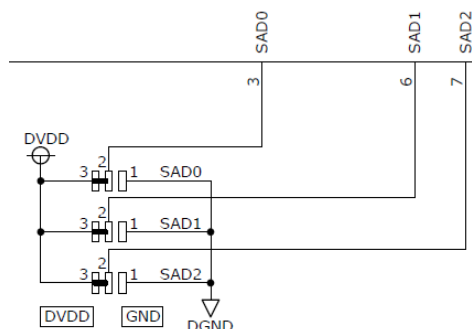 SAD0 SAD1 SAD2
3 6 7
DVDD
2
3 1 SAD0
2
3 1 SAD1
2
3 1 SAD2
DVDD GND
DGND